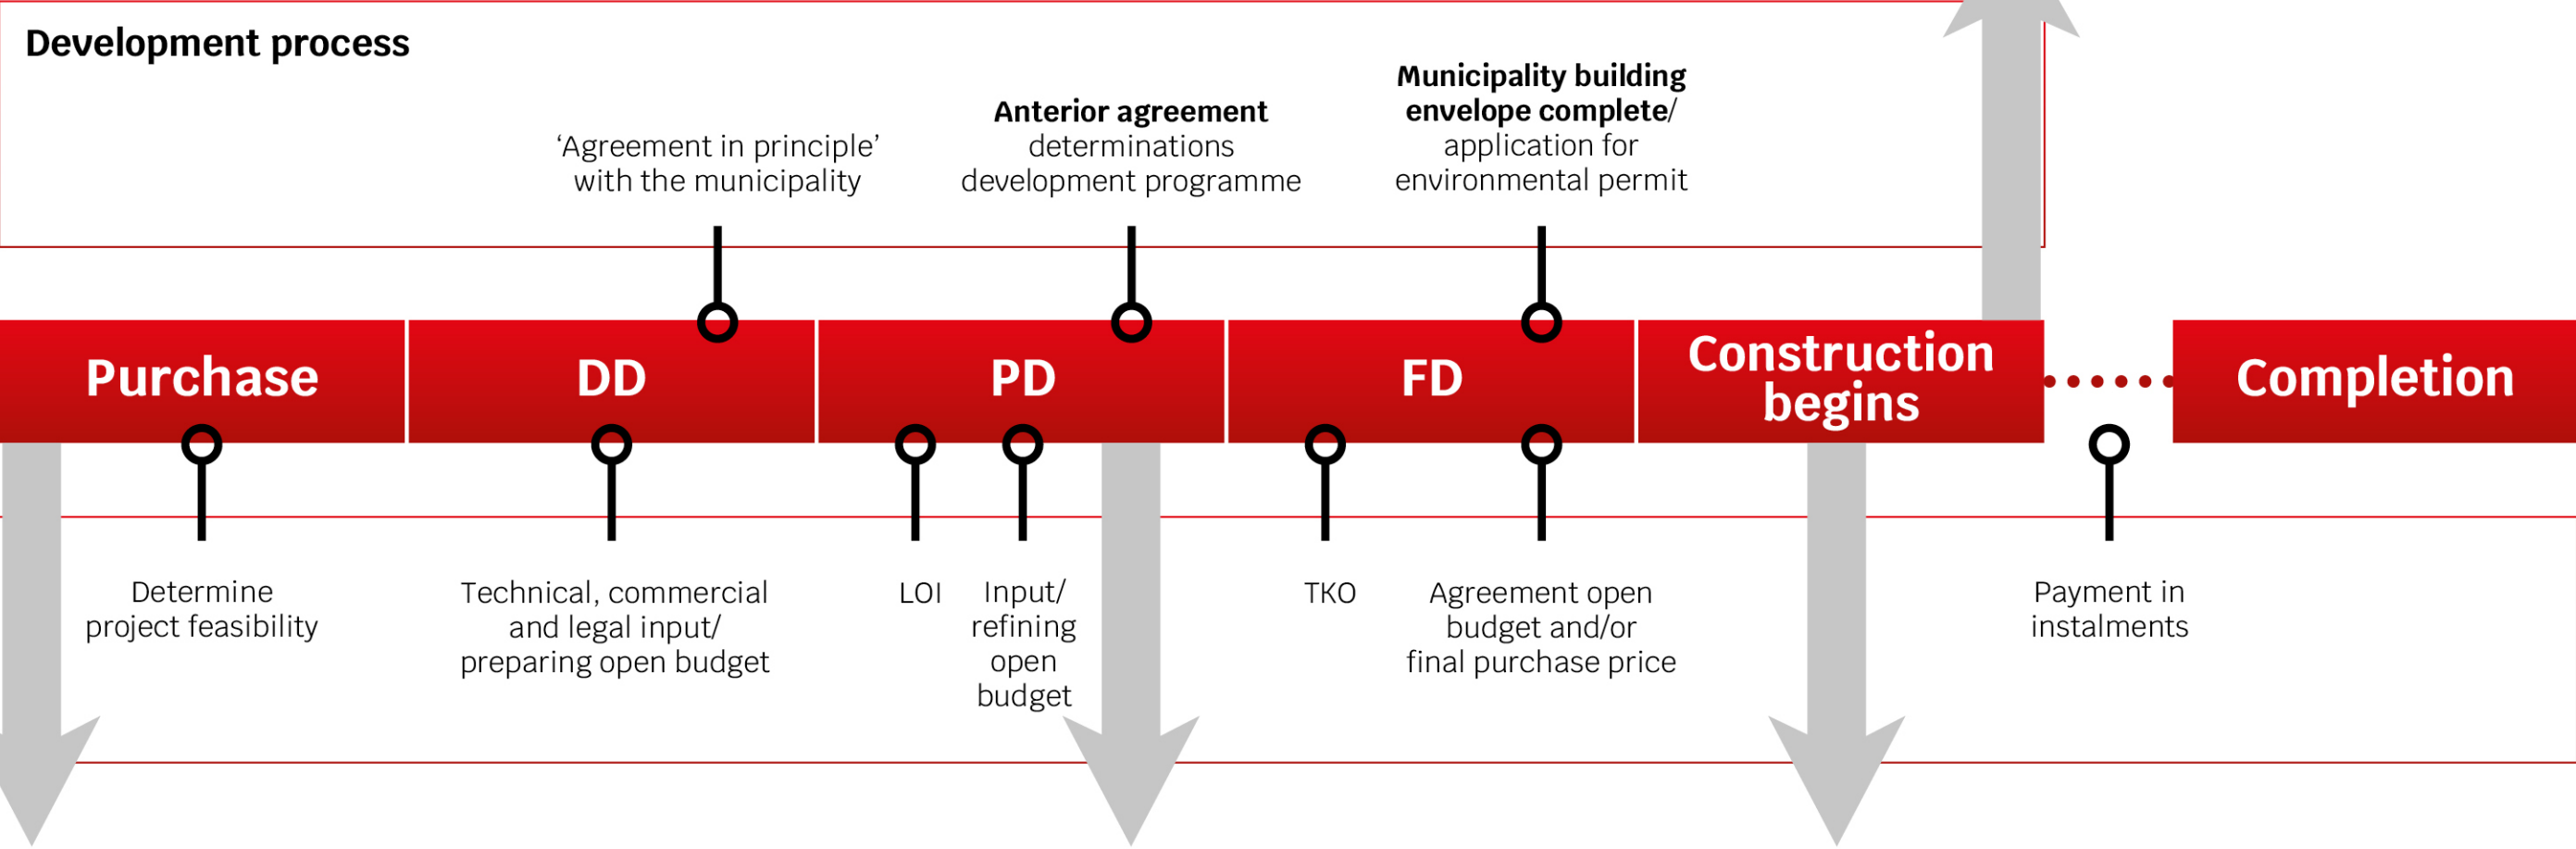 Development process
‘Agreement in principle’
with the municipality
Anterior agreement
determinations
development programme
Municipality building
envelope complete/
application for
environmental permit
Purchase
DD
PD
FD
Construction
begins
Completion
Determine
project feasibility
Technical, commercial
and legal input/
preparing open budget
LOI
Input/
refining
open
budget
TKO
Agreement open
budget and/or
final purchase price
Payment in
instalments